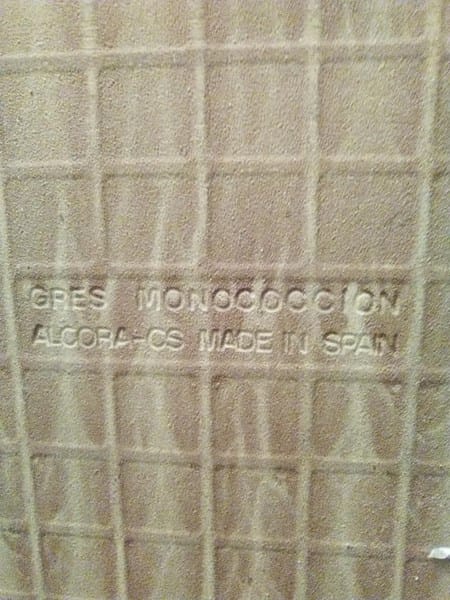 GRES MONOCOCCION
ALCORA-CS MADE IN SPAIN